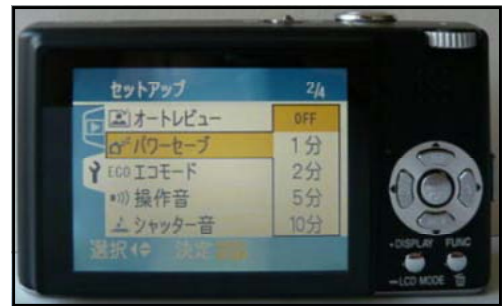 セットアップ 2/4
オートレビュー OFF
パワーセーブ 1分
ECO エコモード 2分
操作音 5分
シャッター音 10分
選択 決定
DISPLAY FUNC
LCD MODE